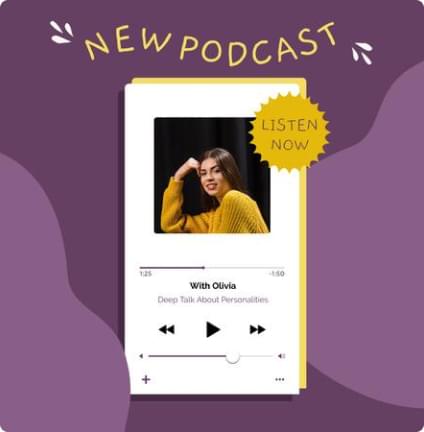 NEW PODCAST
LISTEN
NOW
1:25 -1:50
With Olivia
Deep Talk About Personalities